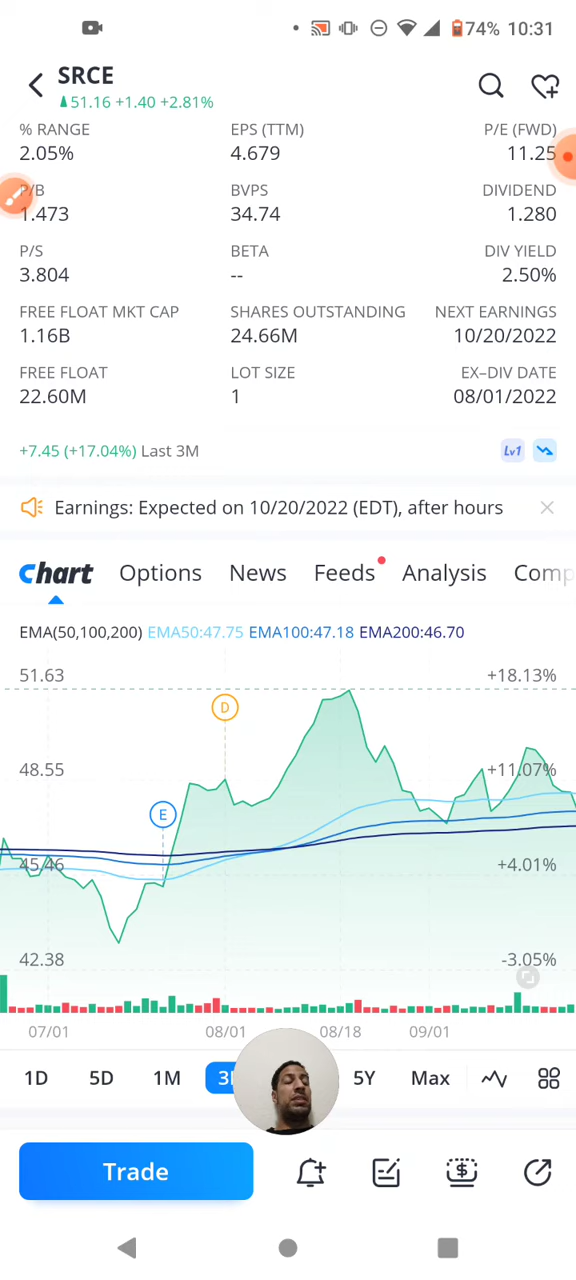 74% 10:31
SRCE
51.16 +1.40 +2.81%
% RANGE EPS (TTM) P/E (FWD)
2.05% 4.679 11.25
P/B BVPS DIVIDEND
1.473 34.74 1.280
P/S BETA DIV YIELD
3.804 -- 2.50%
FREE FLOAT MKT CAP SHARES OUTSTANDING NEXT EARNINGS
1.16B 24.66M 10/20/2022
FREE FLOAT LOT SIZE EX-DIV DATE
22.60M 1 08/01/2022
+7.45 (+17.04%) Last 3M Lv1
Earnings: Expected on 10/20/2022 (EDT), after hours
Chart Options News Feeds Analysis Comp
EMA(50,100,200) EMA50:47.75 EMA100:47.18 EMA200:46.70
51.63 +18.13%
D
48.55 +11.07%
E
45.46 +4.01%
42.38 -3.05%
07/01 08/01 08/18 09/01
1D 5D 1M 5Y Max
Trade